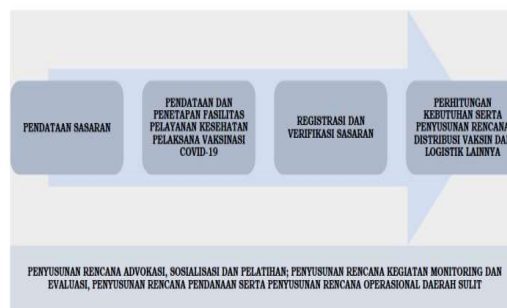 PENDATAAN SASARAN
PENDATAAN DAN
PENETAPAN FASILITAS
PELAYANAN KESEHATAN
PELAKSANA VAKSINASI
COVID-19
REGISTRASI DAN
VERIFIKASI SASARAN
PERHITUNGAN
KEBUTUHAN SERTA
PENYUSUNAN RENCANA
DISTRIBUSI VAKSIN DA
LOGISTIK LAINNYA
PENYUSUNAN RENCANA ADVOKASI, SOSIALISASI DAN PELATIHAN; PENYUSUNAN RENCANA KEGIATAN MONITORING DAN
EVALUASI, PENYUSUNAN RENCANA PENDANAAN SERTA PENYUSUNAN RENCANA OPERASIONAL DAERAH SULIT